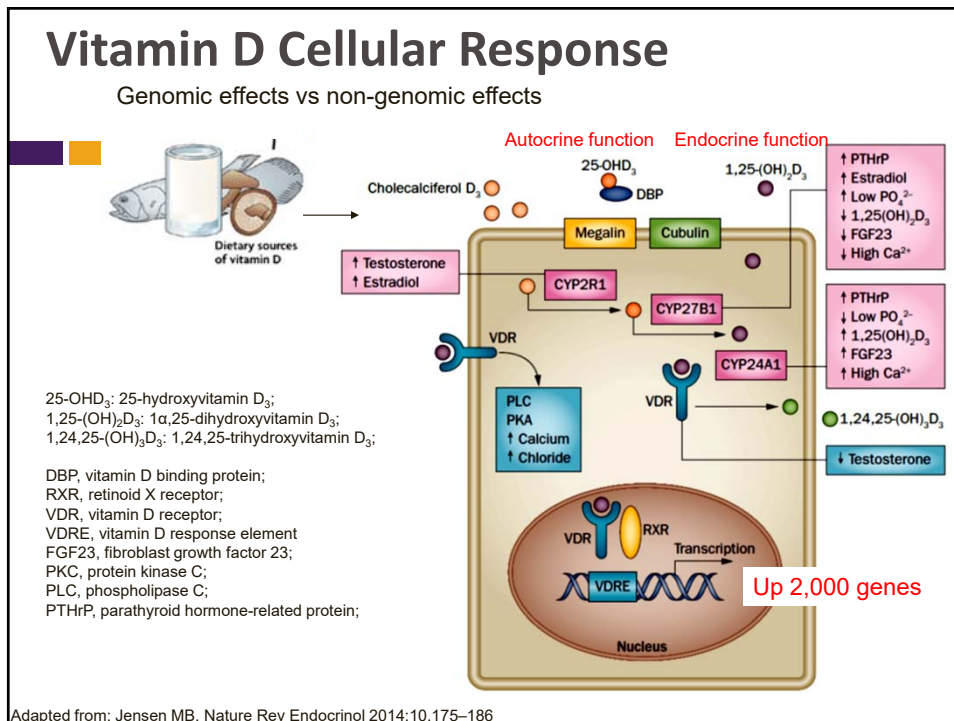 Vitamin D Cellular Response
Genomic effects vs non-genomic effects
Autocrine function
Endocrine function
Dietary sources
of vitamin D
Cholecalciferol D₃
25-OHD₃
DBP
1,25-(OH)₂D₃
Megalin
Cubulin
↑ PTHrP
↑ Estradiol
↑ Low PO₄²⁻
↓ 1,25(OH)₂D₃
↓ FGF23
↓ High Ca²⁺
↑ Testosterone
↑ Estradiol
CYP2R1
CYP27B1
VDR
CYP24A1
↑ PTHrP
↓ Low PO₄²⁻
↑ 1,25(OH)₂D₃
↑ FGF23
↑ High Ca²⁺
PLC
PKA
↑ Calcium
↑ Chloride
VDR
1,24,25-(OH)₃D₃
↓ Testosterone
25-OHD₃: 25-hydroxyvitamin D₃;
1,25-(OH)₂D₃: 1α,25-dihydroxyvitamin D₃;
1,24,25-(OH)₃D₃: 1,24,25-trihydroxyvitamin D₃;
DBP, vitamin D binding protein;
RXR, retinoid X receptor;
VDR, vitamin D receptor;
VDRE, vitamin D response element
FGF23, fibroblast growth factor 23;
PKC, protein kinase C;
PLC, phospholipase C;
PTHrP, parathyroid hormone-related protein;
VDR
RXR
Transcription
VDRE
Up 2,000 genes
Nucleus
Adapted from: Jensen MB. Nature Rev Endocrinol 2014:10.175–186